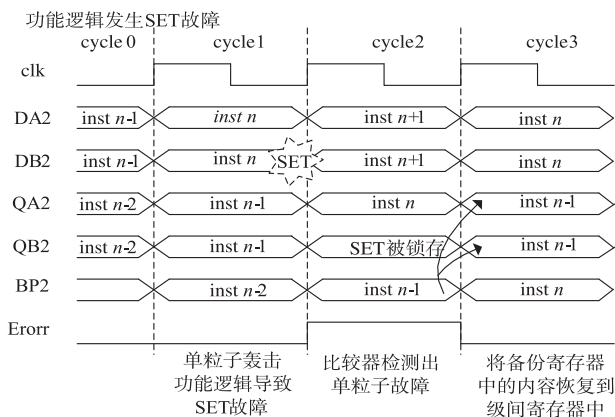 功能逻辑发生SET故障
cycle0 cycle1 cycle2 cycle3
clk
DA2 inst n-1 inst n inst n+1 inst n
DB2 inst n-1 inst n SET inst n+1 inst n
QA2 inst n-2 inst n-1 inst n inst n-1
QB2 inst n-2 inst n-1 SET被锁存 inst n-1
BP2 inst n-2 inst n-1 inst n
Erorr
单粒子轰击 比较器检测出 将备份寄存器
功能逻辑导致 单粒子故障 中的内容恢复到
SET故障 级间寄存器中